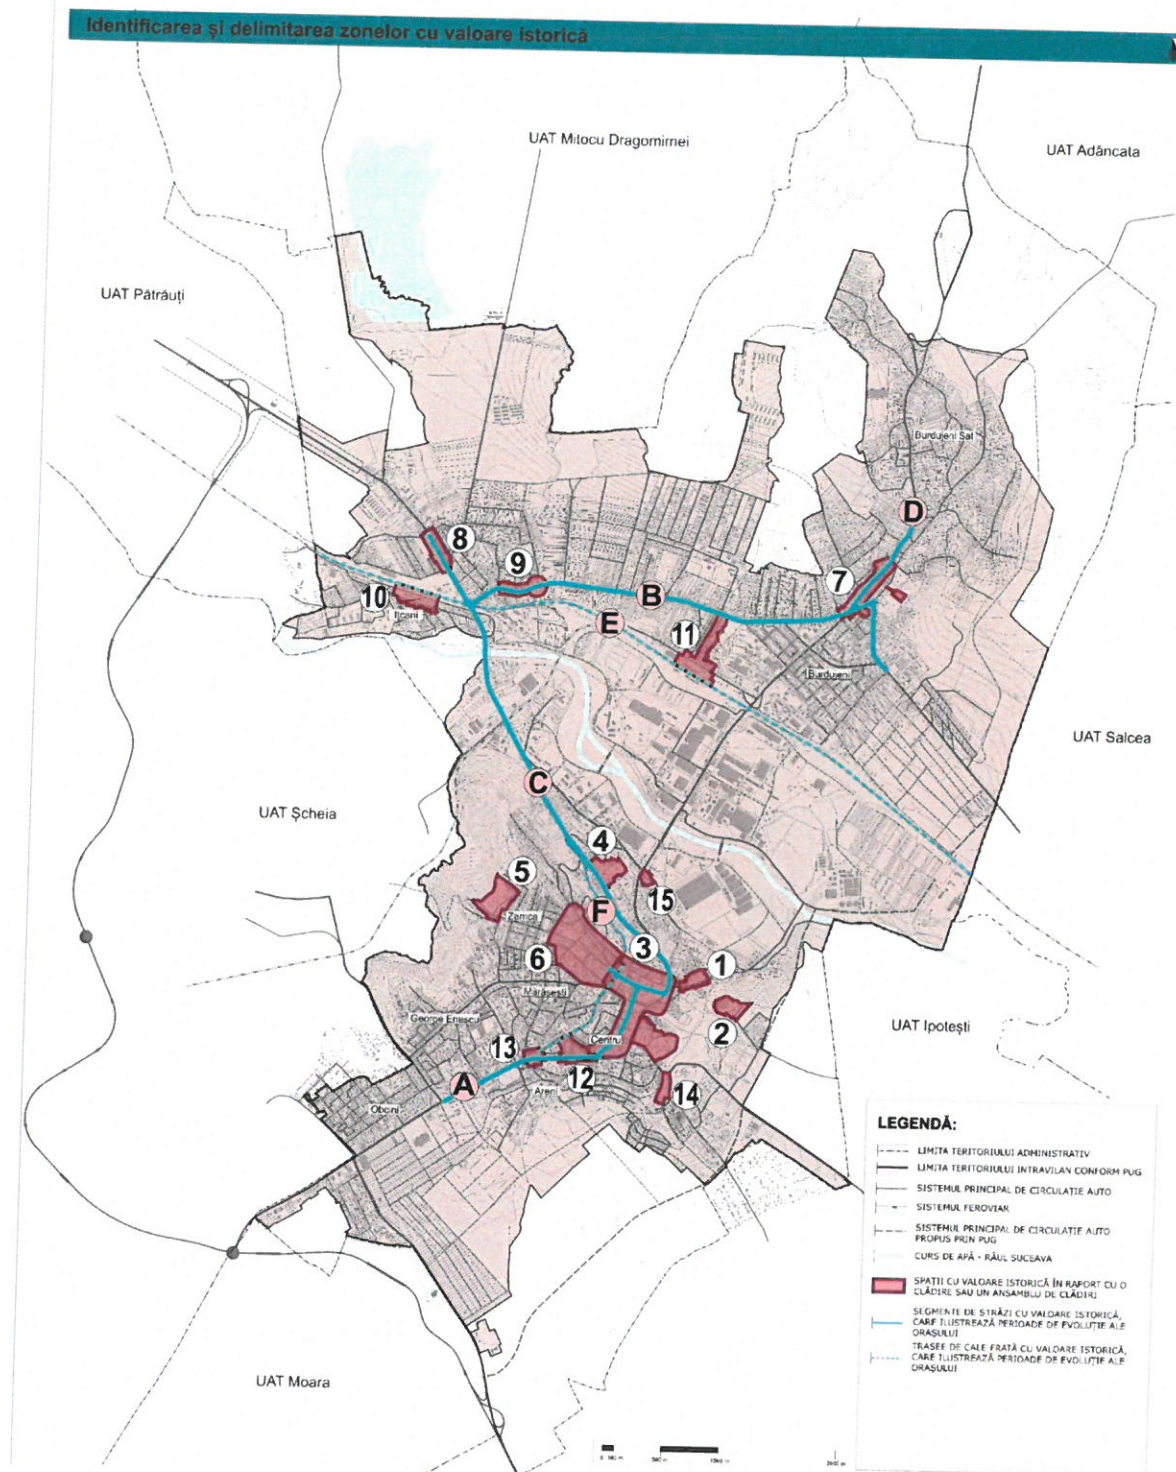 Identificarea și delimitarea zonelor cu valoare istorică
UAT Mitocu Dragomirnei
UAT Adâncata
UAT Pătrăuți
Burdujeni Sat
D
8
9
7
10
B
Ițcani
E
11
Burdujeni
UAT Salcea
C
UAT Șcheia
4
5
15
F
Zamca
3
6
1
Mărășești
2
UAT Ipotești
George Enescu
13
Centru
A
12
14
Areni
Obcini
LEGENDĂ:
LIMITA TERITORIULUI ADMINISTRATIV
LIMITA TERITORIULUI INTRAVILAN CONFORM PUG
SISTEMUL PRINCIPAL DE CIRCULAȚIE AUTO
SISTEMUL FEROVIAR
SISTEMUL PRINCIPAL DE CIRCULAȚIE AUTO
PROPUS PRIN PUG
CURS DE APĂ - RÂUL SUCEAVA
SPAȚII CU VALOARE ISTORICĂ ÎN RAPORT CU O
CLĂDIRE SAU UN ANSAMBLU DE CLĂDIRI
SEGMENTE DE STRĂZI CU VALOARE ISTORICĂ,
CARE ILUSTREAZĂ PERIOADE DE EVOLUȚIE ALE
ORAȘULUI
TRASEE DE CALE FRATĂ CU VALOARE ISTORICĂ,
CARE ILUSTREAZĂ PERIOADE DE EVOLUȚIE ALE
ORAȘULUI
UAT Moara